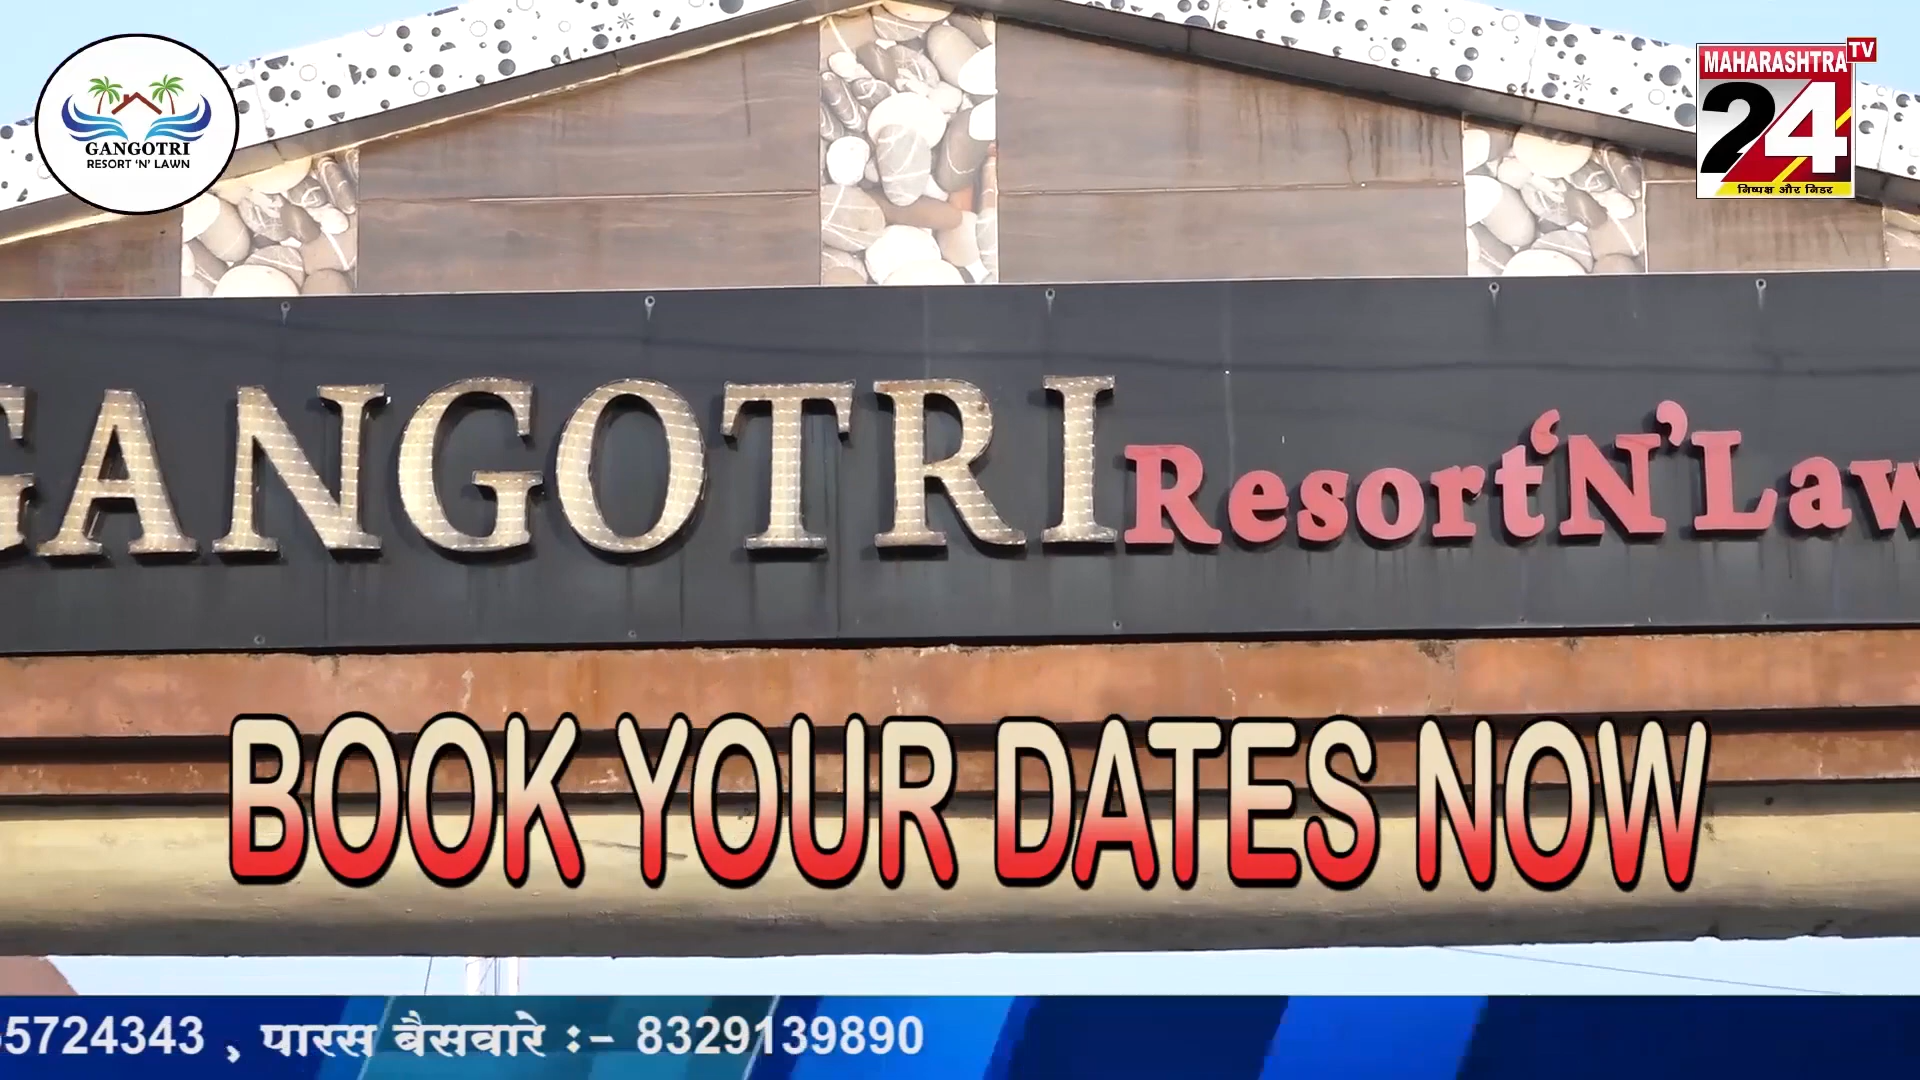 GANGOTRI
RESORT 'N' LAWN
MAHARASHTRA TV
24
निष्पक्ष और निडर
GANGOTRI Resort 'N' Law
BOOK YOUR DATES NOW
5724343 , पारस बैसवारे :- 8329139890